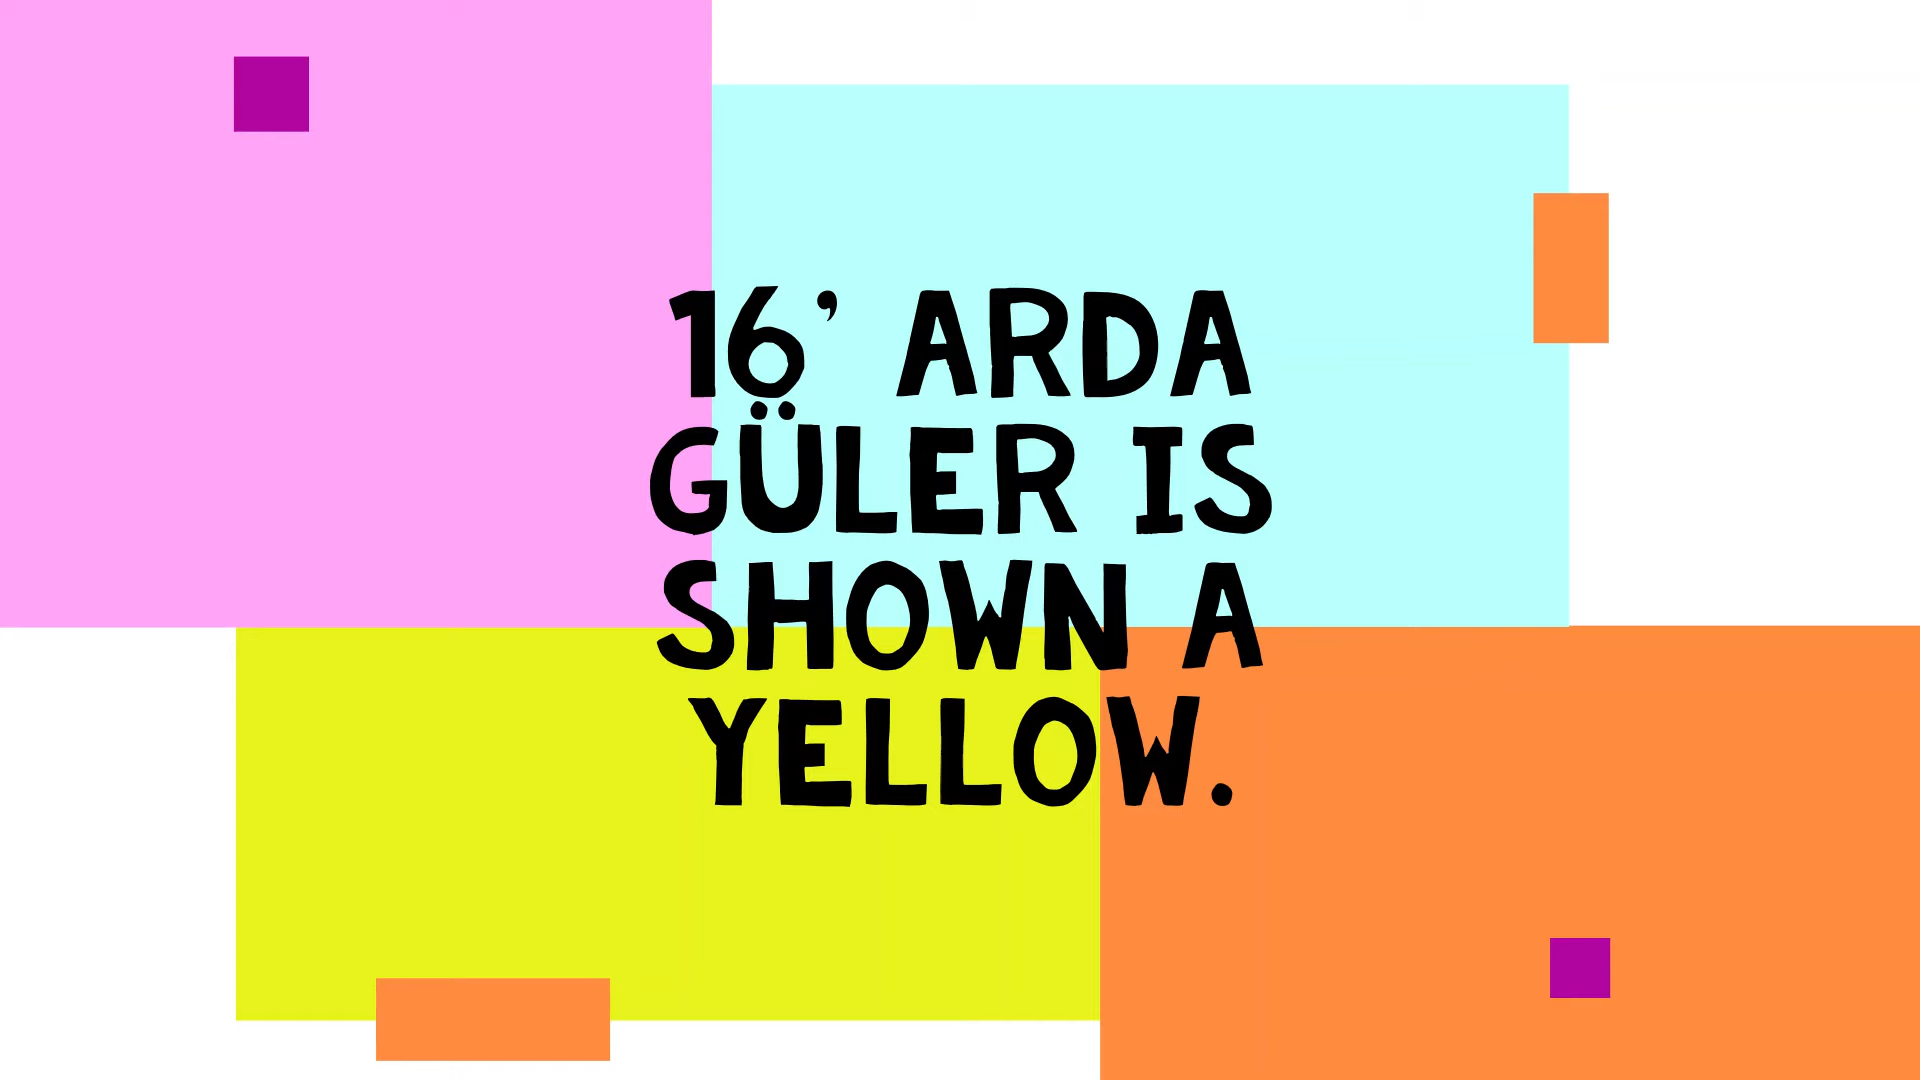 16’ ARDA
GÜLER IS
SHOWN A
YELLOW.